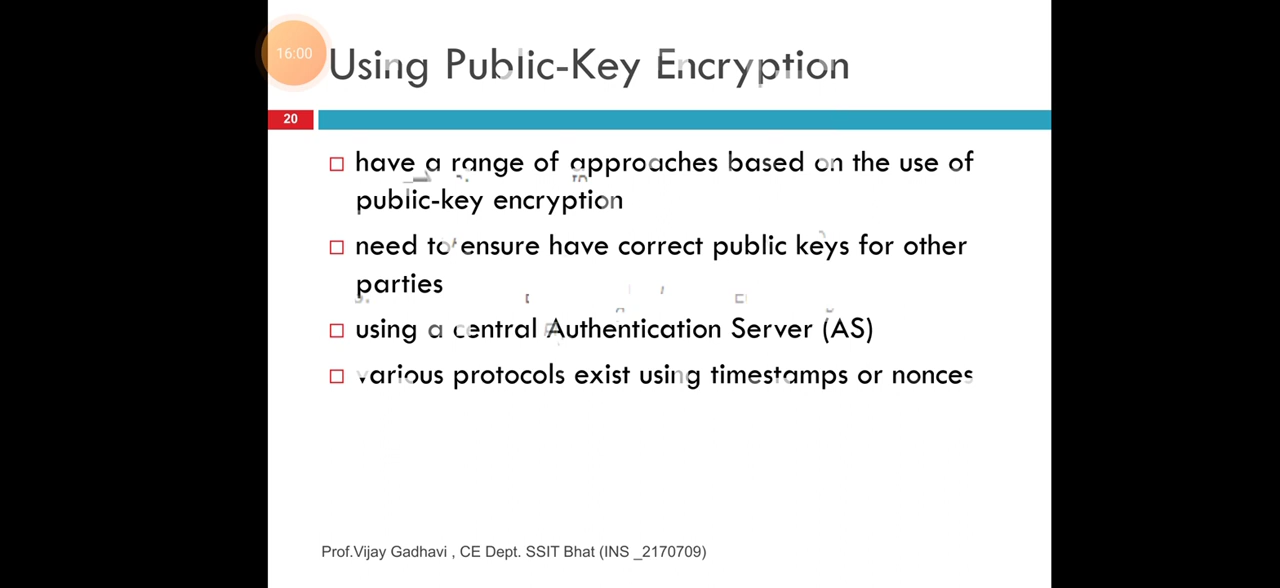 16:00
Using Public-Key Encryption
20
have a range of approaches based on the use of
public-key encryption
need to ensure have correct public keys for other
parties
using a central Authentication Server (AS)
various protocols exist using timestamps or nonces
Prof.Vijay Gadhavi , CE Dept. SSIT Bhat (INS _2170709)